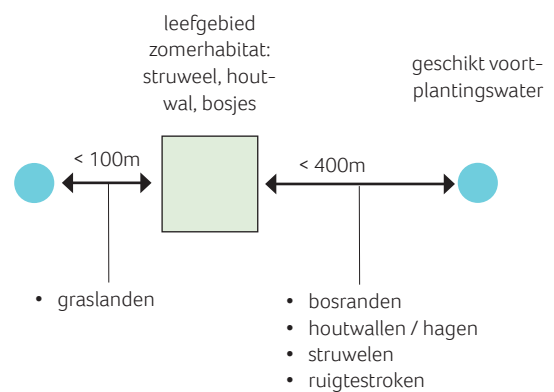 leefgebied
zomerhabitat:
struweel, hout-
wal, bosjes
geschikt voort-
plantingswater
< 100m
< 400m
• graslanden
• bosranden
• houtwallen / hagen
• struwelen
• ruigtestroken